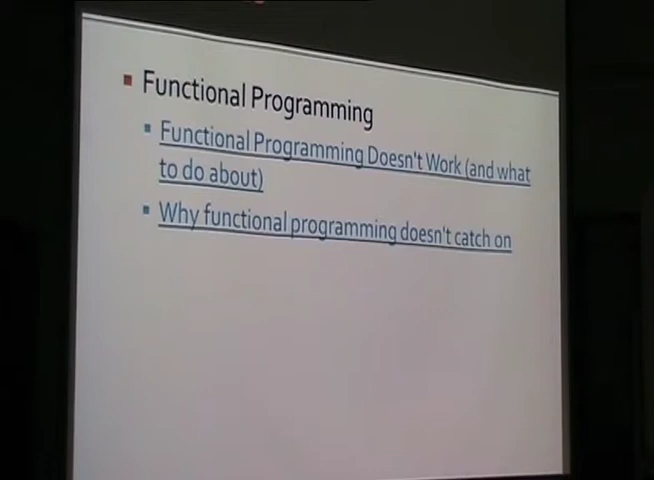 Functional Programming
Functional Programming Doesn't Work (and what
to do about)
Why functional programming doesn't catch on